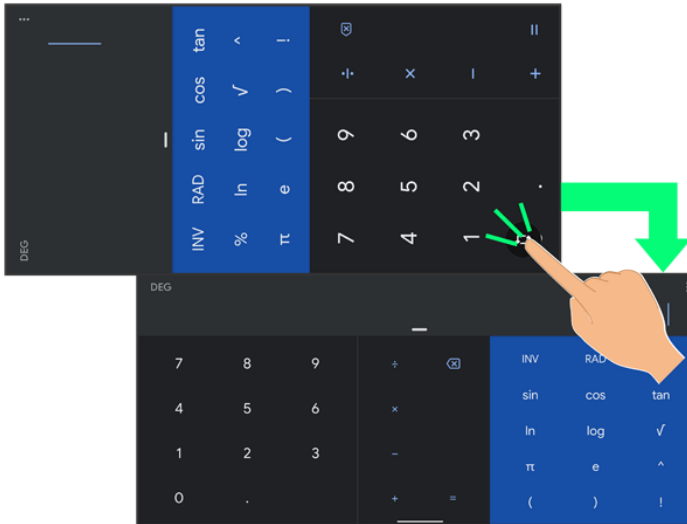 DEG ...
INV RAD sin cos tan
% ln log √ ^
π e ( ) !
7 8 9 ÷
4 5 6 ×
1 2 3 −
. + =
DEG
7 8 9 ÷
4 5 6 ×
1 2 3 −
0 . + =
INV RAD
sin cos tan
ln log √
π e ^
( ) !